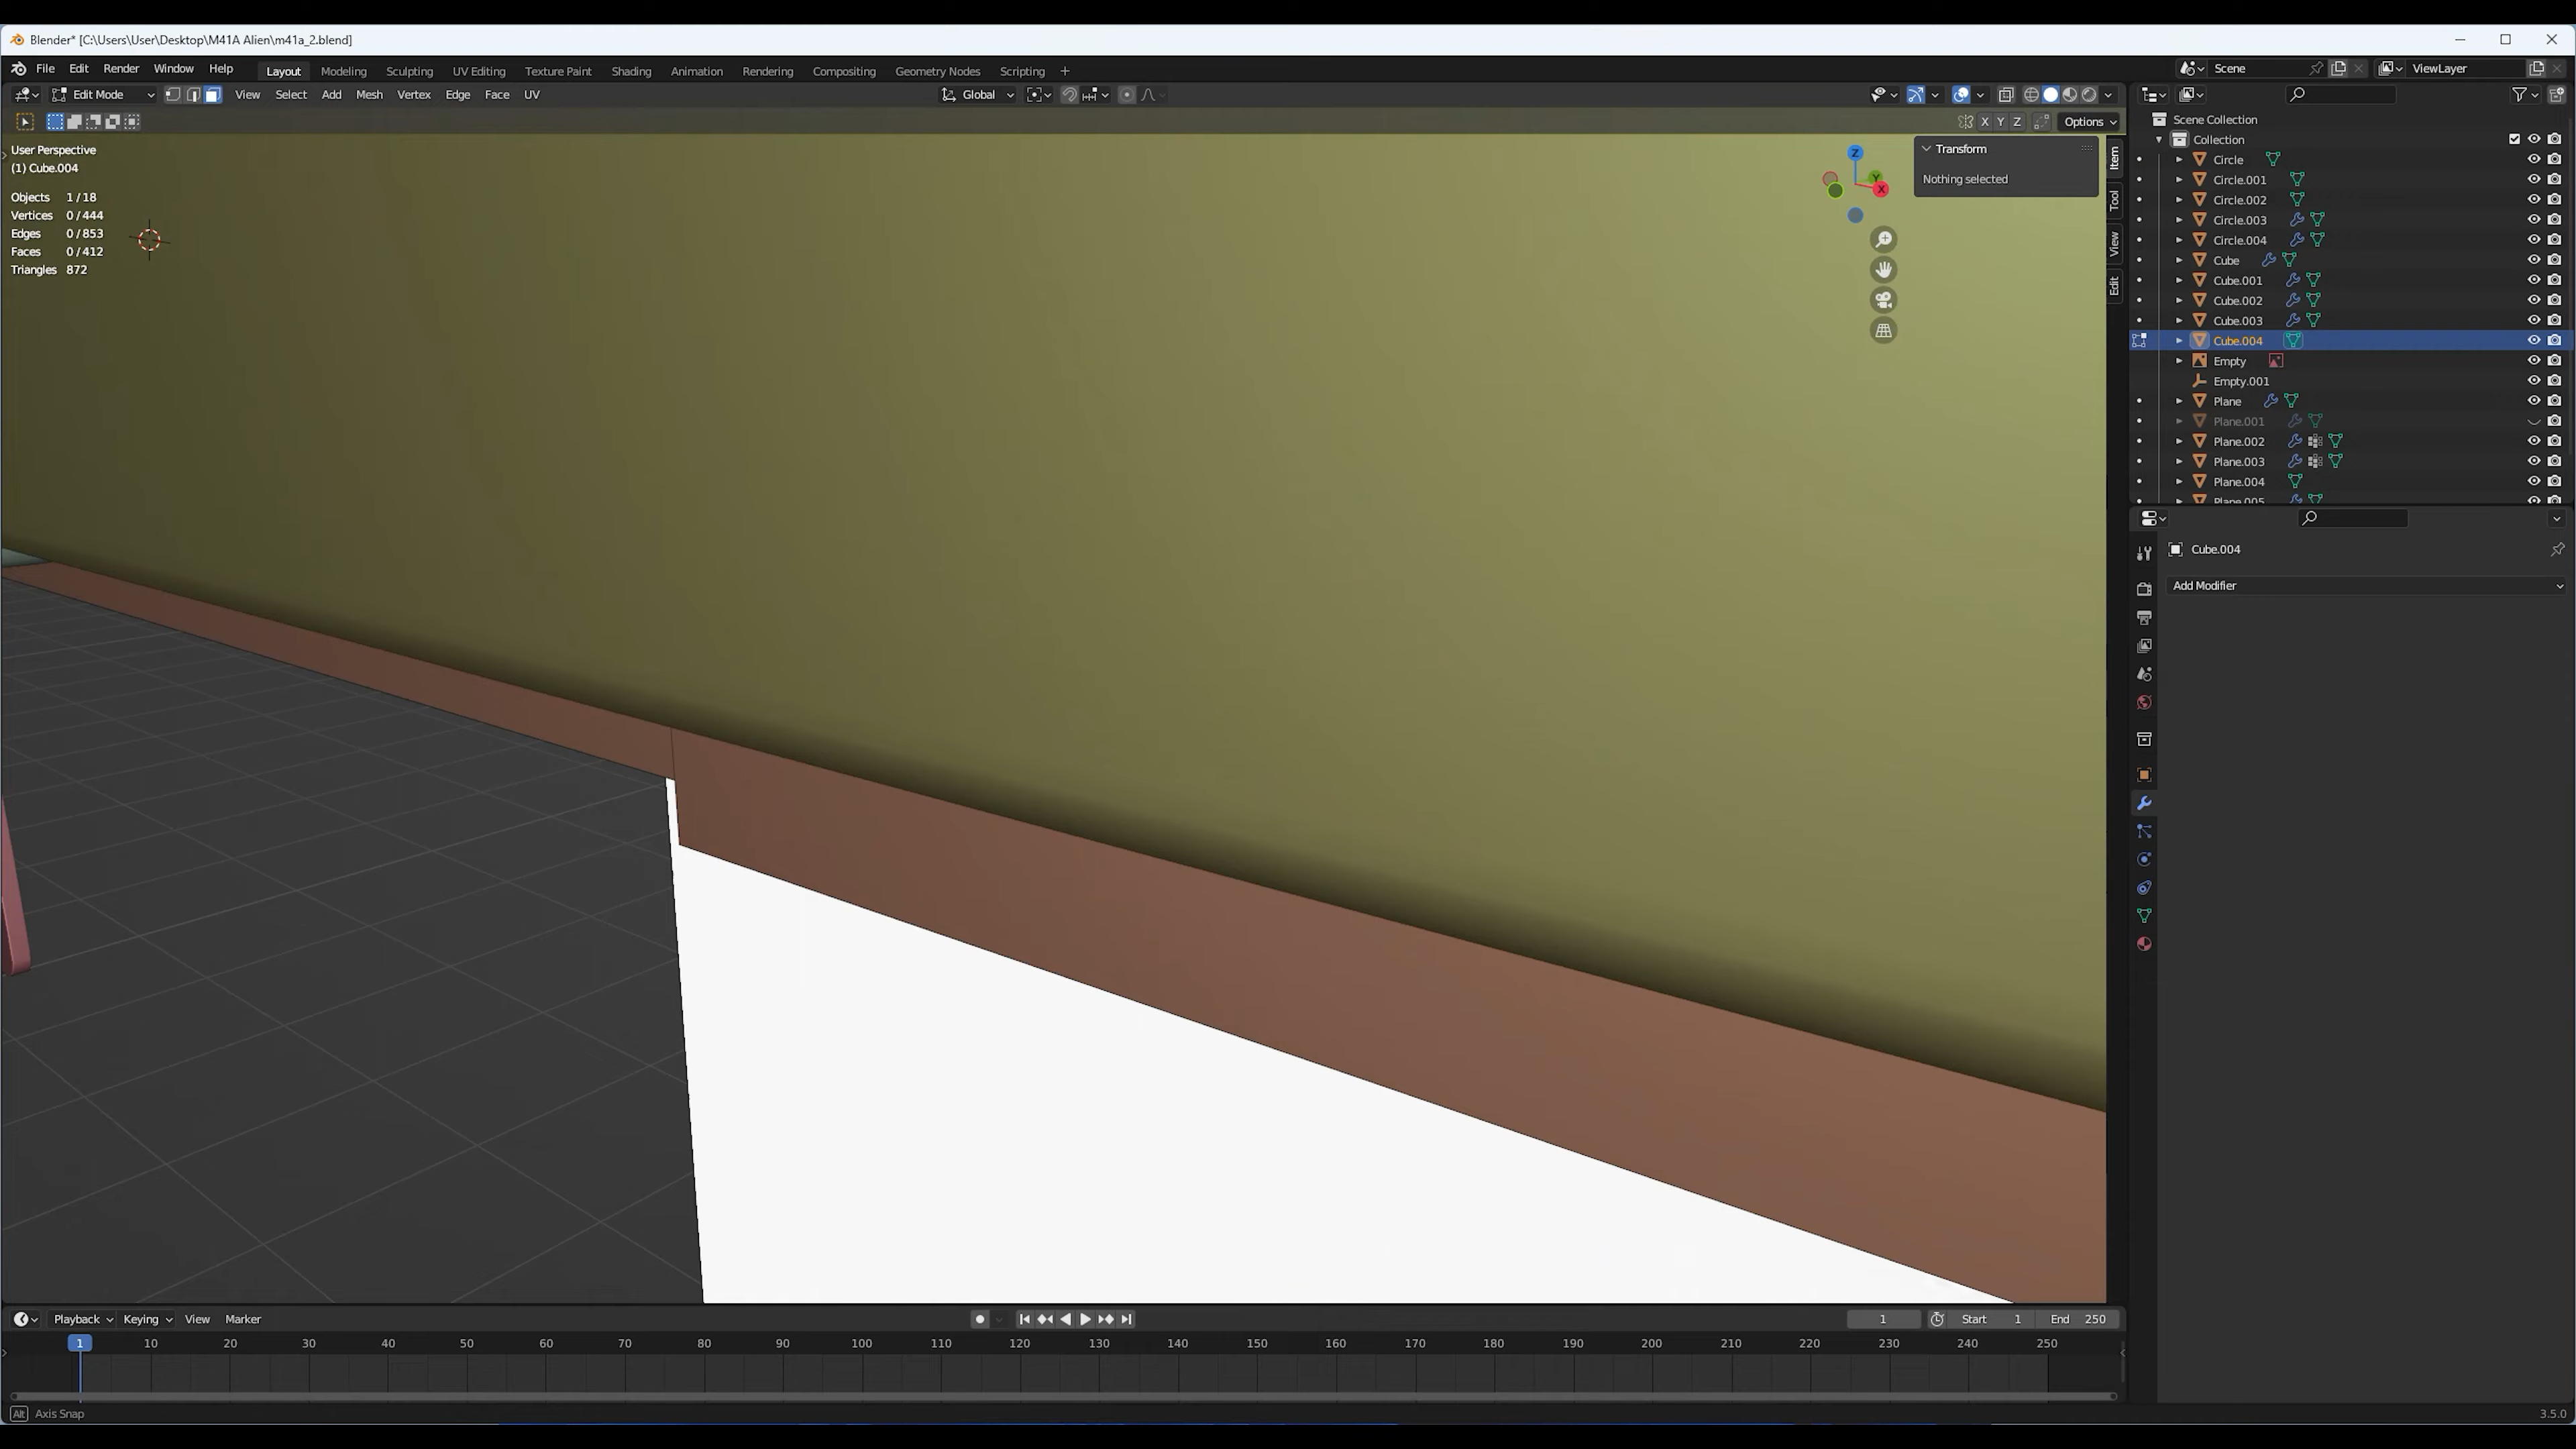 Blender* [C:\Users\User\Desktop\M41A Alien\m41a_2.blend]
File Edit Render Window Help Layout Modeling Sculpting UV Editing Texture Paint Shading Animation Rendering Compositing Geometry Nodes Scripting + Scene ViewLayer
Edit Mode View Select Add Mesh Vertex Edge Face UV Global
X Y Z Options
User Perspective
(1) Cube.004
Objects 1 / 18
Vertices 0 / 444
Edges 0 / 853
Faces 0 / 412
Triangles 872
Z
Y
X
Transform
Nothing selected
Item
Tool
View
Edit
Scene Collection
Collection
Circle
Circle.001
Circle.002
Circle.003
Circle.004
Cube
Cube.001
Cube.002
Cube.003
Cube.004
Empty
Empty.001
Plane
Plane.001
Plane.002
Plane.003
Plane.004
Plane.005
Cube.004
Add Modifier
Playback Keying View Marker 1 Start 1 End 250
1 10 20 30 40 50 60 70 80 90 100 110 120 130 140 150 160 170 180 190 200 210 220 230 240 250
Alt Axis Snap
3.5.0